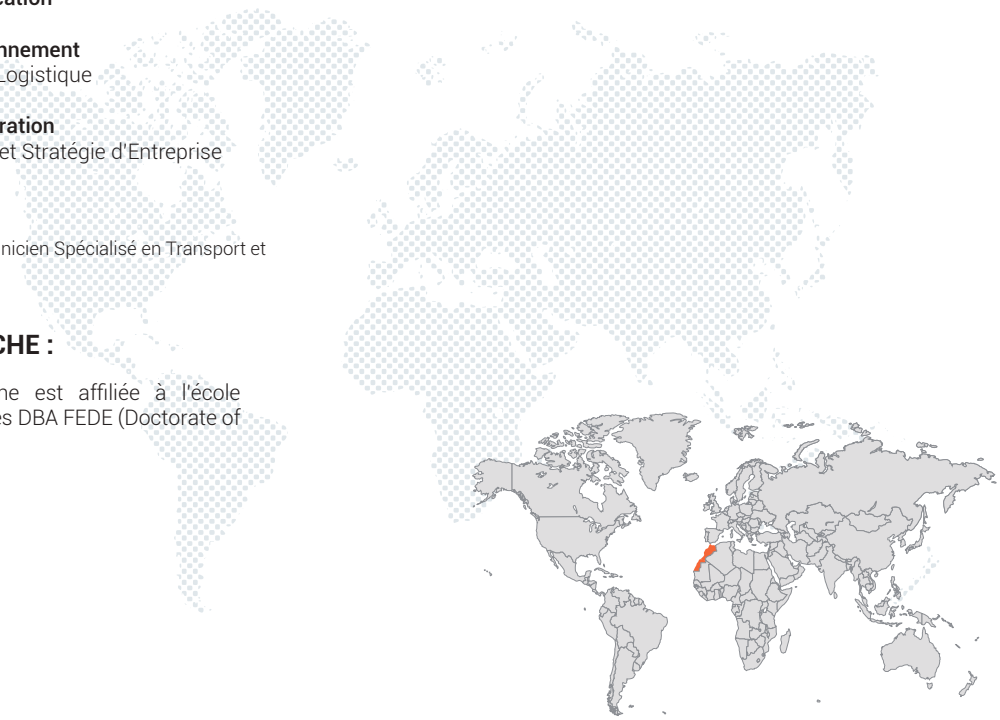 nnement
Logistique
ration
et Stratégie d'Entreprise
nicien Spécialisé en Transport et
CHE :
ne est affiliée à l'école
es DBA FEDE (Doctorate of